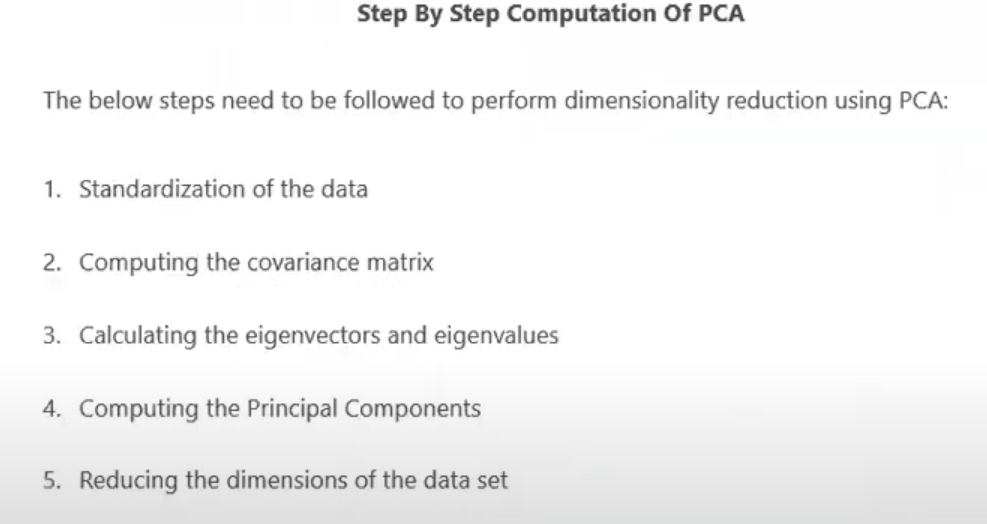 Step By Step Computation Of PCA
The below steps need to be followed to perform dimensionality reduction using PCA:
1. Standardization of the data
2. Computing the covariance matrix
3. Calculating the eigenvectors and eigenvalues
4. Computing the Principal Components
5. Reducing the dimensions of the data set